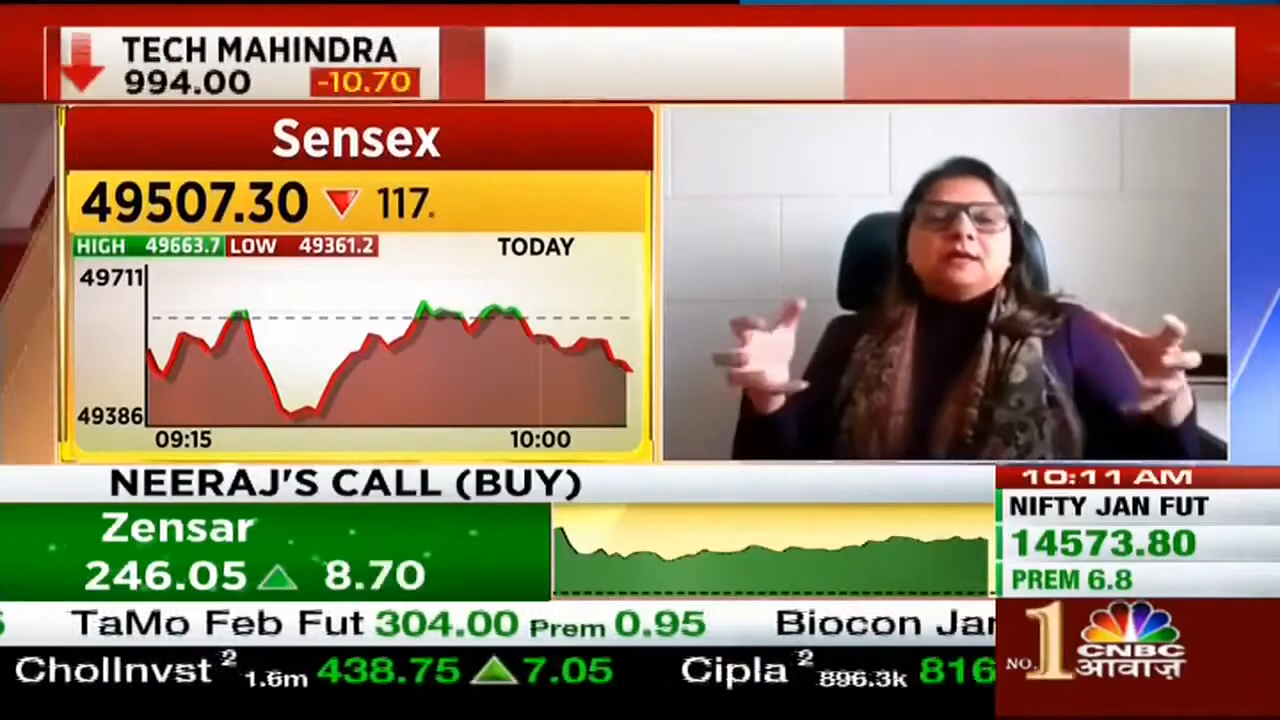 TECH MAHINDRA
994.00 -10.70
Sensex
49507.30 117.
HIGH 49663.7 LOW 49361.2 TODAY
49711
49386
09:15 10:00
NEERAJ'S CALL (BUY)
Zensar
246.05 8.70
10:11 AM
NIFTY JAN FUT
14573.80
PREM 6.8
TaMo Feb Fut 304.00 Prem 0.95 Biocon Jan
CholInvst 2 1.6m 438.75 7.05 Cipla 2 896.3k 816
NO.1 CNBC
आवाज़